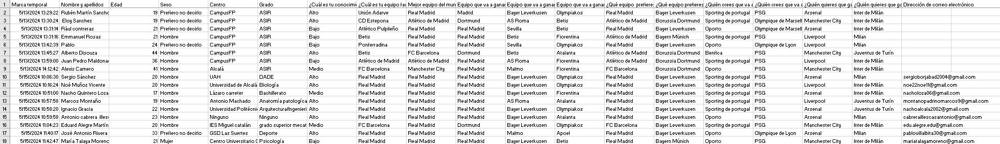 1 Marca temporal Nombre y apellidos Edad Sexo Centro Grado ¿Cuál es tu conocimi ¿Cuál es tu equipo fav Mejor equipo del mun Equipo que va a ganar Equipo que va a ganar Equipo que va a ganar ¿Qué equipo prefieres ¿Qué equipo prefieres ¿Quién crees que va a ¿Quién crees que va a ¿Quién quieres que ga ¿Quién quieres que ga Dirección de correo electrónico
2 5/13/2024 13:29:22 Rubén Martín Sancho 19 Prefiero no decirlo CampusFP ASIR Alto Unión Adarve Real Madrid Madrid Bayer Leverkusen Olympiakos Real Madrid Bayer Leverkusen Sporting de portugal PSG Arsenal Inter de Milán
3 5/13/2024 13:30:24 Eloy Sanchez 19 Prefiero no decirlo CampusFP ASIR Alto CD Estepona Atlético de Madrid Dortmund AS Roma Betis Atlético de Madrid Borussia Dortmund Sporting de portugal Olympique de Marsell Manchester City Inter de Milán
4 5/13/2024 13:31:14 Rául contreras 21 Prefiero no decirlo CampusFP ASIR Bajo Atlético Pulpileño Real Madrid Real Madrid Sevilla Betis Real Madrid Bayer Leverkusen Oporto Olympique de Marsell Arsenal Inter de Milán
5 5/13/2024 13:31:16 Emmanuel Rosas 21 Hombre CampusFP ASIR Bajo Betis Real Madrid Real Madrid Betis Fiorentina Atlético de Madrid Bayern Múnich Sporting de portugal PSG Liverpool Milan
6 5/13/2024 13:42:39 Pablo 24 Prefiero no decirlo CampusFP ASIR Bajo Ponferradina Real Madrid Real Madrid Sevilla Olympiakos Real Madrid Bayer Leverkusen Sporting de portugal Olympique de Lyon Liverpool Milan
7 5/13/2024 13:45:27 Alberto Disouza 44 Hombre CampusFP ASIR Alto Betis FC Barcelona Dortmund Betis Atalanta Atlético de Madrid Borussia Dortmund Benfica PSG Manchester City Juventus de Turín
8 5/13/2024 13:59:00 Juan Pedro Maldona 36 Hombre CampusFP ASIR Bajo Atlético de Madrid Atlético de Madrid Real Madrid AS Roma Fiorentina Atlético de Madrid Borussia Dortmund Sporting de portugal PSG Manchester City Inter de Milán
9 5/13/2024 14:12:42 Alexis Camero 41 Hombre Alcalá ASIR Medio FC Barcelona Manchester City Real Madrid Malmo Fiorentina FC Barcelona Borussia Dortmund Oporto PSG Manchester City Inter de Milán
10 5/15/2024 10:06:30 Sergio Sánchez 20 Hombre UAH DADE Alto Real Madrid Real Madrid Real Madrid Bayer Leverkusen Olympiakos Real Madrid Bayer Leverkusen Sporting de portugal PSG Arsenal Milan sergioborjabad2004@gmail.com
11 5/15/2024 10:16:24 Noé Muñoz Vicente 20 Hombre Universidad de Alcalá Biología Alto Real Madrid Real Madrid Real Madrid Bayer Leverkusen Olympiakos Real Madrid Bayer Leverkusen Sporting de portugal PSG Liverpool Inter de Milán noe22noe11@gmail.com
12 5/15/2024 10:51:00 Nacho Quintero Loza 17 Hombre Lázaro carreter Bachillerato Medio Real Madrid Real Madrid Real Madrid Bayer Leverkusen Fiorentina Real Madrid Bayer Leverkusen Sporting de portugal PSG Arsenal Inter de Milán nacholoza06@gmail.com
13 5/15/2024 10:57:58 Marcos Montaño 19 Hombre Antonio Machado Anatomía patológica Alto Real Madrid Real Madrid Real Madrid AS Roma Atalanta Real Madrid Bayer Leverkusen Sporting de portugal PSG Liverpool Juventus de Turín montanopadrinomarcos9@gmail.com
14 5/15/2024 10:58:20 Ignacio Gracia 22 Hombre Universidad Politécnic Arquitectura/Ingenieri Alto Real Madrid Real Madrid Real Madrid Bayer Leverkusen Olympiakos Real Madrid Bayer Leverkusen Sporting de portugal PSG Arsenal Juventus de Turín nachoalcala2002@gmail.com
15 5/15/2024 10:59:58 Antonio cabrera illesc 23 Hombre Ninguno Ninguno Alto Real Madrid Real Madrid Real Madrid Bayer Leverkusen Atalanta Real Madrid Bayer Leverkusen Oporto PSG Arsenal Milan cabreraillescasantonio@gmail.com
16 5/15/2024 11:04:23 Eduard Alegre Martín 20 Hombre IES Miguel catalán grado superior mecat Medio FC Barcelona Real Madrid Dortmund Bayer Leverkusen Olympiakos FC Barcelona Bayer Leverkusen Sporting de portugal PSG Manchester City Inter de Milán edu.alegre.edu@gmail.com
17 5/15/2024 11:40:17 José Antonio Rivera 33 Prefiero no decirlo GSD Las Suertes Deporte Alto Real Madrid Real Madrid Real Madrid Malmo Apoel Real Madrid Bayer Leverkusen Oporto Olympique de Lyon Arsenal Milan pablovillalbita30@gmail.com
18 5/15/2024 11:42:47 María Talaya Moreno 21 Mujer Centro Universitario C Psicología Bajo Real Madrid Real Madrid Real Madrid Bayer Leverkusen Betis Real Madrid Bayern Múnich Oporto PSG Arsenal Inter de Milán mariatalayamoreno@gmail.com